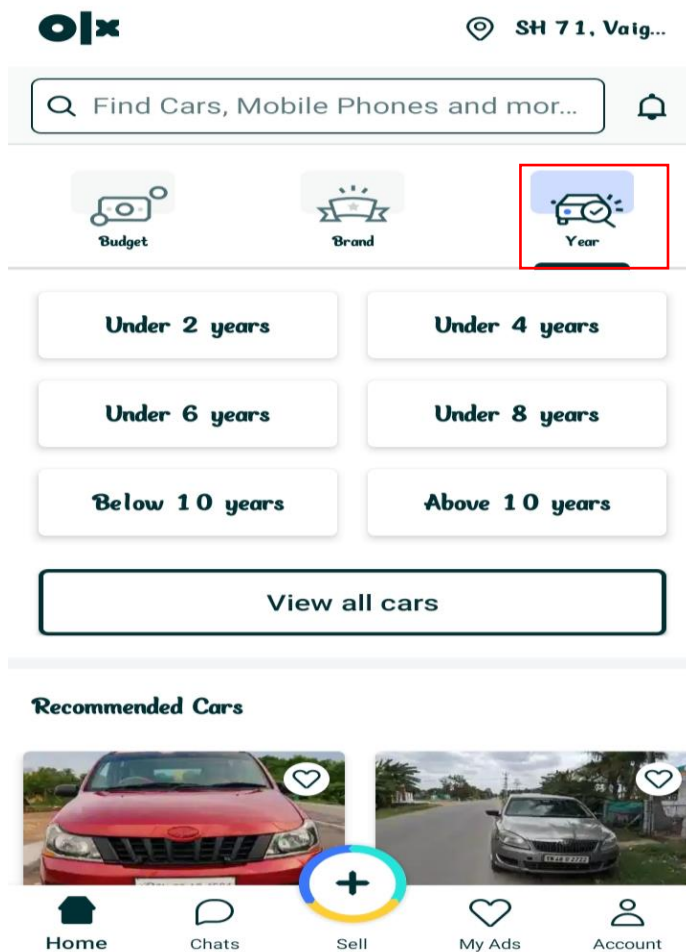 olx
SH 71, Vaig...
Find Cars, Mobile Phones and mor...
Budget Brand Year
Under 2 years Under 4 years
Under 6 years Under 8 years
Below 10 years Above 10 years
View all cars
Recommended Cars
Home Chats Sell My Ads Account